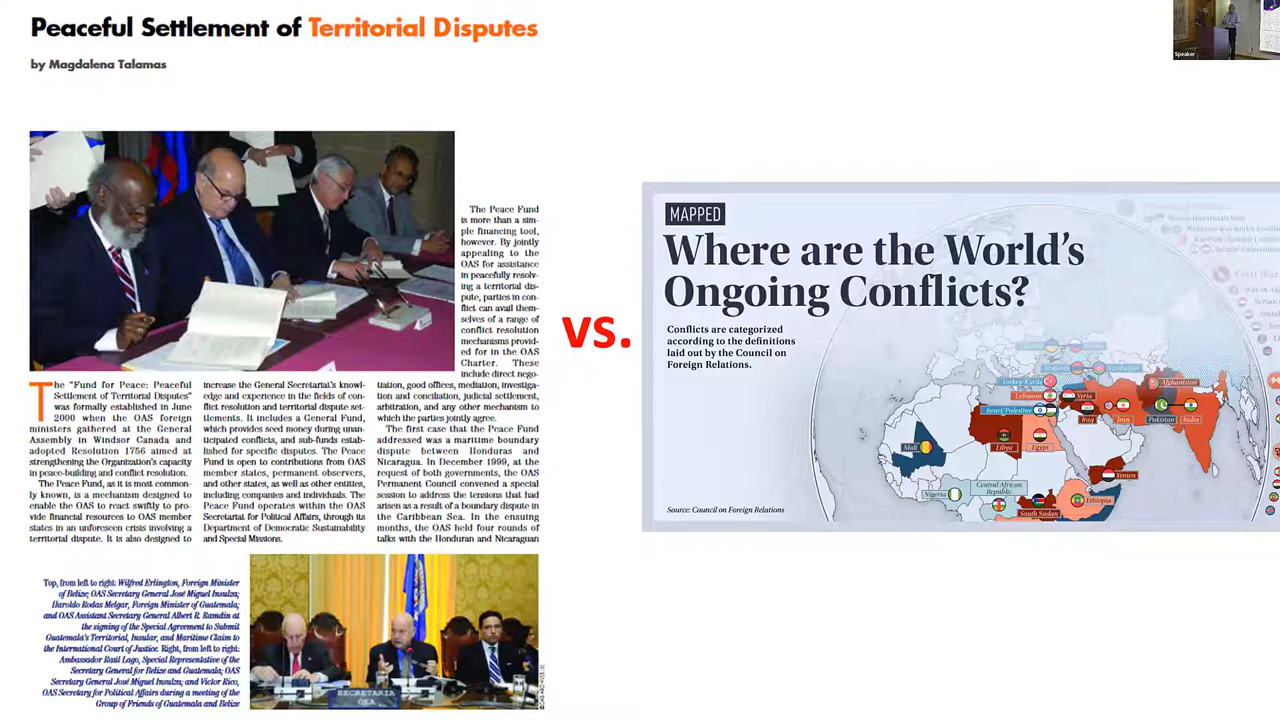 Peaceful Settlement of Territorial Disputes
by Magdalena Talamas
The "Fund for Peace: Peaceful
Settlement of Territorial Disputes"
was formally established in June
2000 when the OAS foreign
ministers gathered at the General
Assembly in Windsor Canada and
adopted Resolution 1756 aimed at
strengthening the Organization's capacity
in peace-building and conflict resolution.
The Peace Fund, as it is most common-
ly known, is a mechanism designed to
enable the OAS to react swiftly to pro-
vide financial resources to OAS member
states in an unforeseen crisis involving a
territorial dispute. It is also designed to
increase the General Secretariat's knowl-
edge and experience in the fields of con-
flict resolution and territorial dispute set-
tlements. It includes a General Fund,
which provides seed money during unan-
ticipated conflicts, and sub-funds estab-
lished for specific disputes. The Peace
Fund is open to contributions from OAS
member states, permanent observers,
and other states, as well as other entities,
including companies and individuals. The
Peace Fund operates within the OAS
Secretariat for Political Affairs, through its
Department of Democratic Sustainability
and Special Missions.
The Peace Fund
is more than a sim-
ple financing tool,
however. By jointly
appealing to the
OAS for assistance
in peacefully resolv-
ing a territorial dis-
pute, parties in con-
flict can avail them-
selves of a range of
conflict resolution
mechanisms provid-
ed for in the OAS
Charter. These
include direct nego-
tiation, good offices, mediation, investiga-
tion and conciliation, judicial settlement,
arbitration, and any other mechanism to
which the parties jointly agree.
The first case that the Peace Fund
addressed was a maritime boundary
dispute between Honduras and
Nicaragua. In December 1999, at the
request of both governments, the OAS
Permanent Council convened a special
session to address the tensions that had
arisen as a result of a boundary dispute in
the Caribbean Sea. In the ensuing
months, the OAS held four rounds of
talks with the Honduran and Nicaraguan
Top, from left to right: Wilfred Erlington, Foreign Minister
of Belize; OAS Secretary General José Miguel Insulza;
Haroldo Rodas Melgar, Foreign Minister of Guatemala;
and OAS Assistant Secretary General Albert R. Ramdin at
the signing of the Special Agreement to Submit
Guatemala's Territorial, Insular, and Maritime Claim to
the International Court of Justice. Right, from left to right:
Ambassador Raúl Lago, Special Representative of the
Secretary General for Belize and Guatemala; OAS
Secretary General José Miguel Insulza; and Victor Rico,
OAS Secretary for Political Affairs during a meeting of the
Group of Friends of Guatemala and Belize
SECRETARIA
OEA
vs.
MAPPED
Where are the World's
Ongoing Conflicts?
Conflicts are categorized
according to the definitions
laid out by the Council on
Foreign Relations.
Turkey-Kurds
Afghanistan
Lebanon
Syria
Israel/Palestine
Iraq
Iran
Pakistan
India
Libya
Egypt
Mali
Yemen
Central African
Republic
Nigeria
Ethiopia
South Sudan
Civil War
Source: Council on Foreign Relations
Speaker